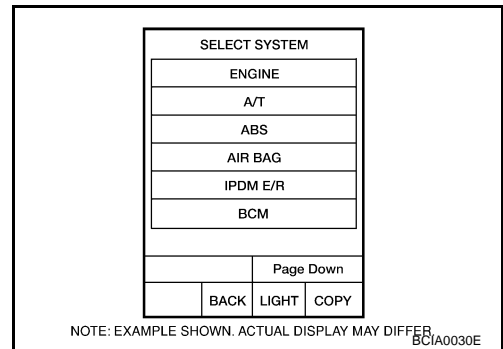 SELECT SYSTEM
ENGINE
A/T
ABS
AIR BAG
IPDM E/R
BCM
Page Down
BACK LIGHT COPY
NOTE: EXAMPLE SHOWN. ACTUAL DISPLAY MAY DIFFER.
BCIA0030E